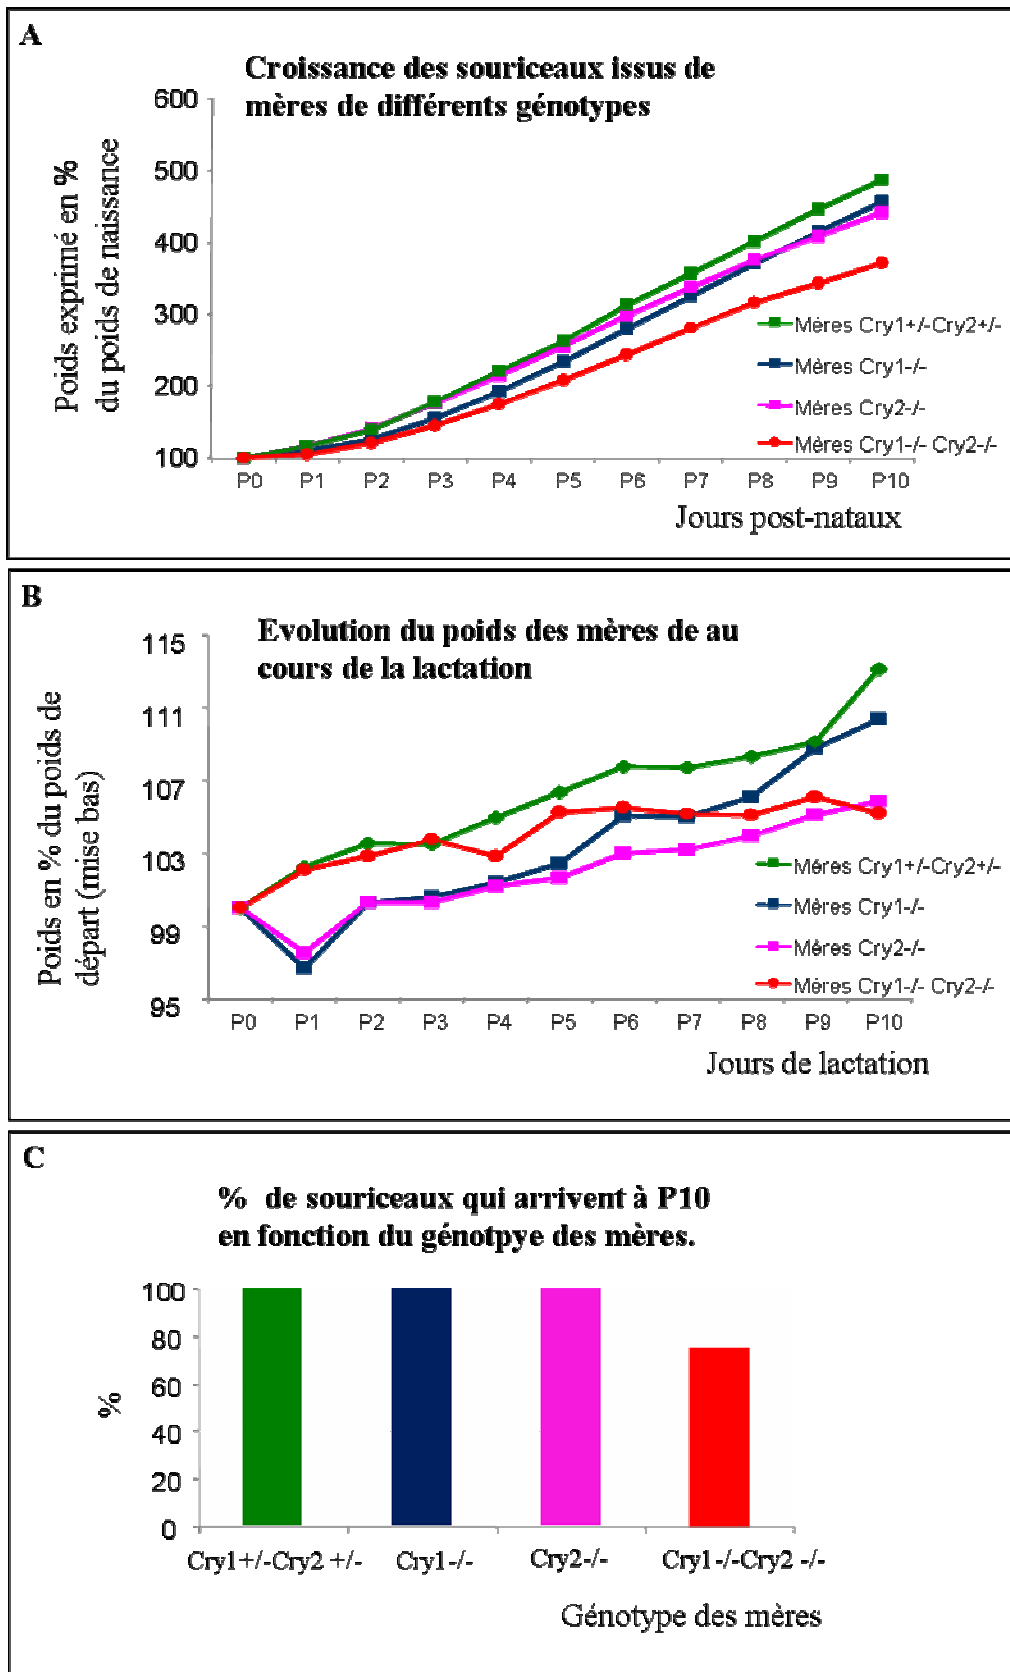 A
Croissance des souriceaux issus de
mères de différents génotypes
Poids exprimé en %
du poids de naissance
600
500
400
300
200
100
P0 P1 P2 P3 P4 P5 P6 P7 P8 P9 P10
Jours post-nataux
Mères Cry1+/-Cry2+/-
Mères Cry1-/-
Mères Cry2-/-
Mères Cry1-/- Cry2-/-
B
Evolution du poids des mères de au
cours de la lactation
Poids en % du poids de
départ (mise bas)
115
111
107
103
99
95
P0 P1 P2 P3 P4 P5 P6 P7 P8 P9 P10
Jours de lactation
Mères Cry1+/-Cry2+/-
Mères Cry1-/-
Mères Cry2-/-
Mères Cry1-/- Cry2-/-
C
% de souriceaux qui arrivent à P10
en fonction du génotpye des mères.
%
100
80
60
40
20
0
Cry1+/-Cry2 +/- Cry1-/- Cry2-/- Cry1-/-Cry2 -/-
Génotype des mères